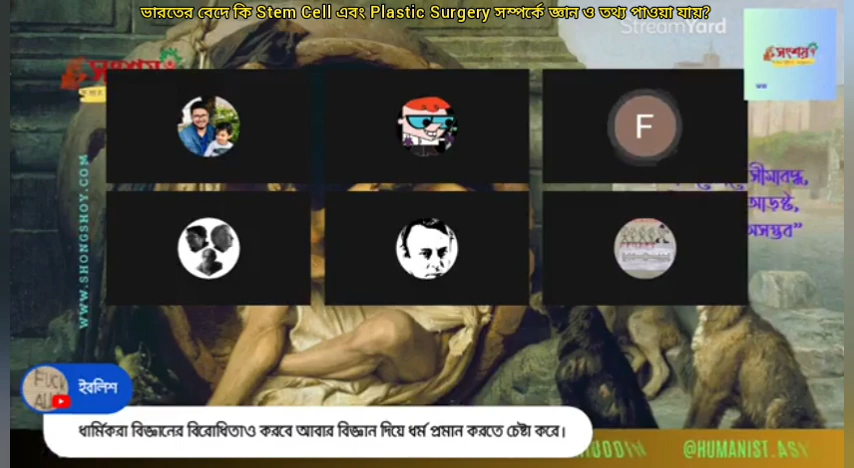 ভারতের বেদে কি Stem Cell এবং Plastic Surgery সম্পর্কে জ্ঞান ও তথ্য পাওয়া যায়?
StreamYard
সংশয়
সংশয়
WWW.SHONGSHOY.COM
F
সীমাবদ্ধ,
আড়ষ্ট,
অসম্ভব”
ইবলিশ
ধার্মিকরা বিজ্ঞানের বিরোধিতাও করবে আবার বিজ্ঞান দিয়ে ধর্ম প্রমান করতে চেষ্টা করে।
@HUMANIST.ASI